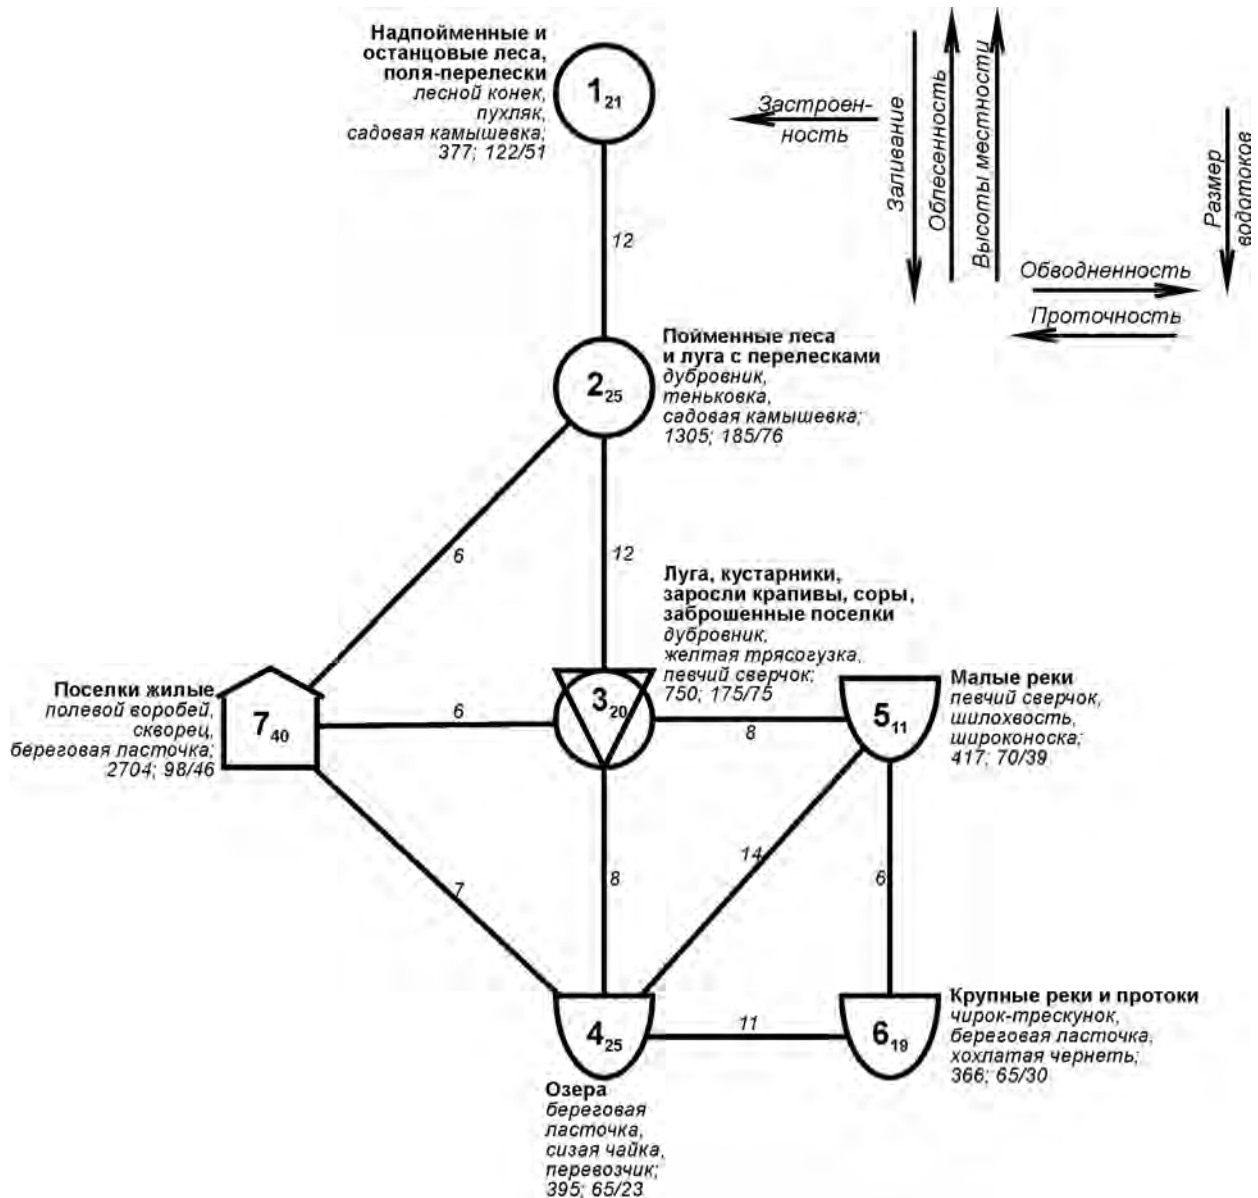 Надпойменные и
останцовые леса,
поля-перелески
лесной конек,
пухляк,
садовая камышевка;
377; 122/51
1 21
Застроен-
ность
Заливание
Облесенность
Высоты местности
Размер
водотоков
Обводненность
Проточность
12
Пойменные леса
и луга с перелесками
дубровник,
теньковка,
садовая камышевка;
1305; 185/76
2 25
6
12
Луга, кустарники,
заросли крапивы, соры,
заброшенные поселки
дубровник,
желтая трясогузка,
певчий сверчок;
750; 175/75
3 20
Поселки жилые
полевой воробей,
скворец,
береговая ласточка;
2704; 98/46
7 40
6
8
Малые реки
певчий сверчок,
шилохвость,
широконоска;
417; 70/39
5 11
7
8
14
6
11
4 25
Озера
береговая
ласточка,
сизая чайка,
перевозчик;
395; 65/23
6 19
Крупные реки и протоки
чирок-трескунок,
береговая ласточка,
хохлатая чернеть;
366; 65/30